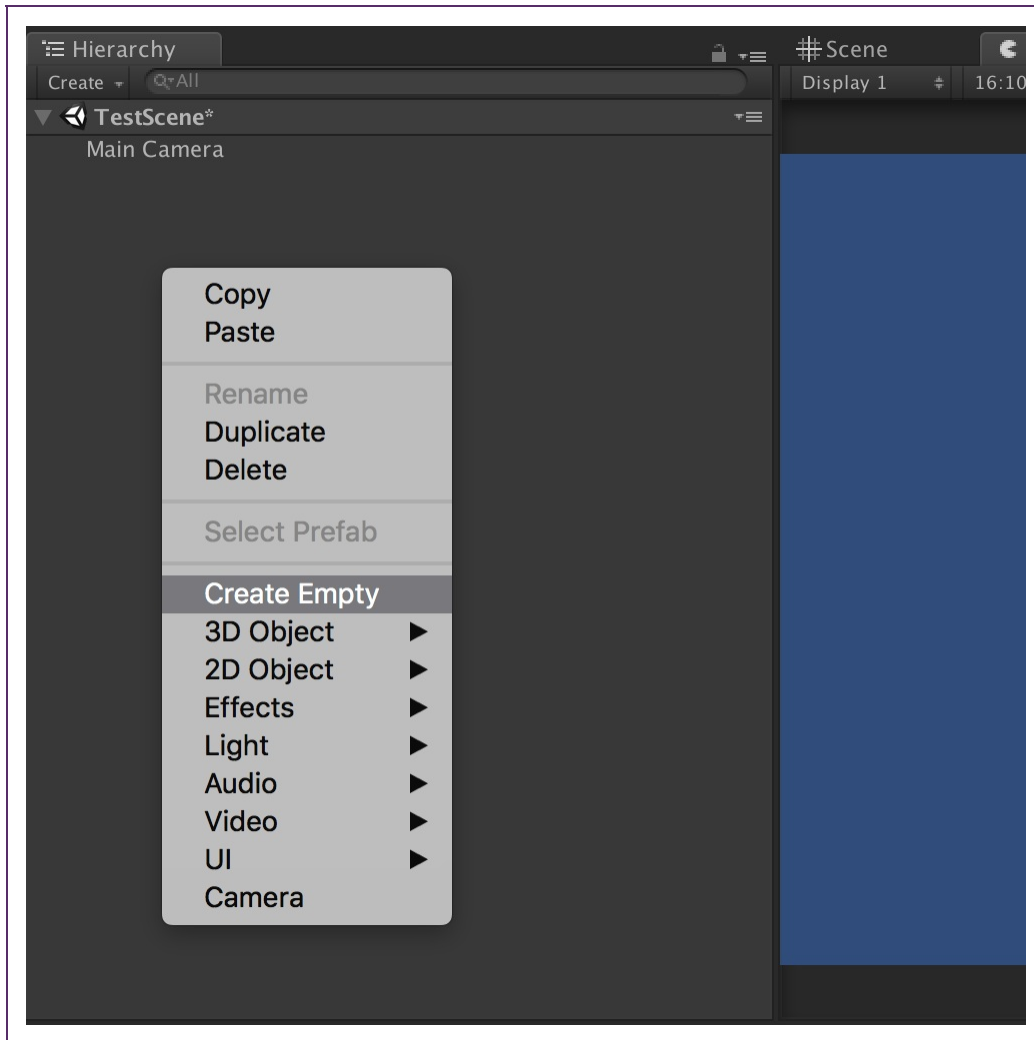 Hierarchy
Scene
Create
All
Display 1
16:10
TestScene*
Main Camera
Copy
Paste
Rename
Duplicate
Delete
Select Prefab
Create Empty
3D Object
2D Object
Effects
Light
Audio
Video
UI
Camera